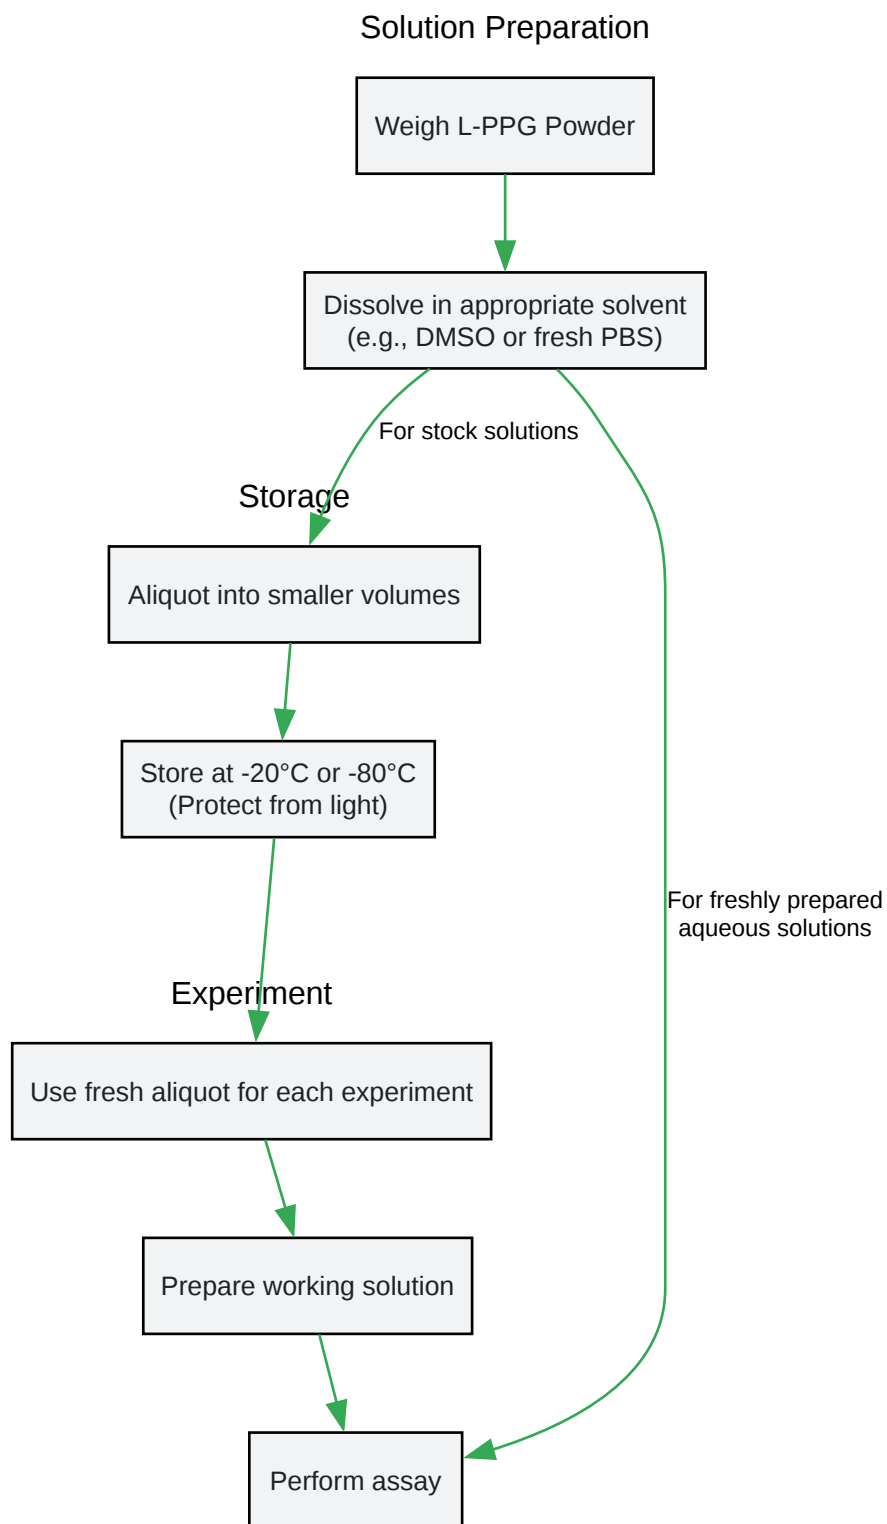 Solution Preparation
Weigh L-PPG Powder
Dissolve in appropriate solvent
(e.g., DMSO or fresh PBS)
For stock solutions
Storage
Aliquot into smaller volumes
Store at -20°C or -80°C
(Protect from light)
For freshly prepared
aqueous solutions
Experiment
Use fresh aliquot for each experiment
Prepare working solution
Perform assay